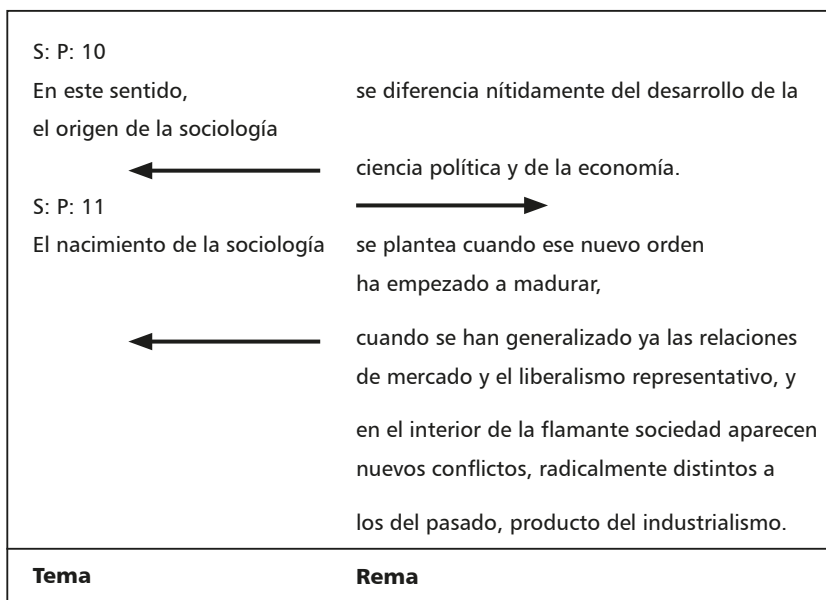 S: P: 10
En este sentido, se diferencia nítidamente del desarrollo de la
el origen de la sociología
ciencia política y de la economía.
S: P: 11
El nacimiento de la sociología se plantea cuando ese nuevo orden
ha empezado a madurar,
cuando se han generalizado ya las relaciones
de mercado y el liberalismo representativo, y
en el interior de la flamante sociedad aparecen
nuevos conflictos, radicalmente distintos a
los del pasado, producto del industrialismo.
Tema Rema